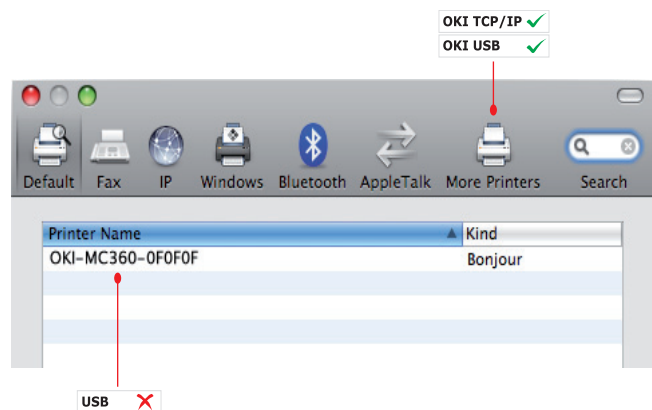 OKI TCP/IP
OKI USB
Default Fax IP Windows Bluetooth AppleTalk More Printers Search
Printer Name Kind
OKI-MC360-0F0F0F Bonjour
USB